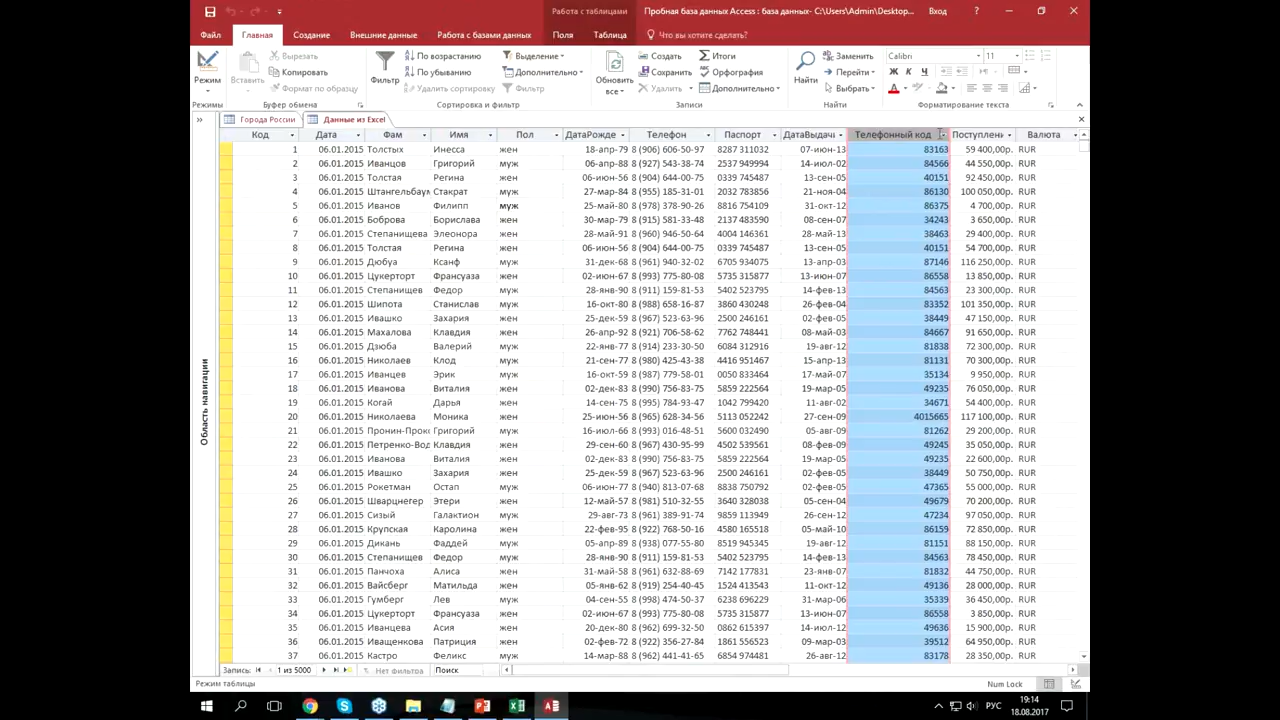 Работа с таблицами Пробная база данных Access : база данных- C:\Users\Admin\Desktop... Вход ?
Файл Главная Создание Внешние данные Работа с базами данных Поля Таблица Что вы хотите сделать?
Режим Вставить Вырезать Копировать Формат по образцу Фильтр По возрастанию По убыванию Удалить сортировку Выделение Дополнительно Фильтр Обновить все Создать Сохранить Удалить Итоги Орфография Дополнительно Найти Заменить Перейти Выбрать Calibri 11 Ж К Ч А
Режимы Буфер обмена Сортировка и фильтр Записи Найти Форматирование текста
Города России Данные из Excel
Код Дата Фам Имя Пол ДатаРожде Телефон Паспорт ДатаВыдачи Телефонный код Поступлени Валюта
1 06.01.2015 Толстых Инесса жен 18-апр-79 8 (906) 606-50-97 8287 311032 07-июн-13 83163 59 400,00р. RUR
2 06.01.2015 Иванцов Григорий муж 06-апр-88 8 (927) 543-38-74 2537 949994 14-июл-02 84566 44 550,00р. RUR
3 06.01.2015 Толстая Регина жен 06-июн-56 8 (904) 644-00-75 0339 745487 13-сен-05 40151 92 450,00р. RUR
4 06.01.2015 Штангельбаум Стакрат муж 27-мар-84 8 (955) 185-31-01 2032 783856 21-ноя-04 86130 100 050,00р. RUR
5 06.01.2015 Иванов Филипп муж 25-май-80 8 (978) 378-90-26 8816 754109 31-окт-12 86375 4 700,00р. RUR
6 06.01.2015 Боброва Борислава жен 30-мар-79 8 (915) 581-33-48 2137 483590 08-сен-07 34243 3 650,00р. RUR
7 06.01.2015 Степанищева Элеонора жен 28-май-91 8 (960) 946-50-64 4004 146361 28-май-13 38463 29 400,00р. RUR
8 06.01.2015 Толстая Регина жен 06-июн-56 8 (904) 644-00-75 0339 745487 13-сен-05 40151 54 700,00р. RUR
9 06.01.2015 Дюбуа Ксанф муж 31-дек-68 8 (961) 940-32-02 6705 934075 13-апр-03 87146 116 250,00р. RUR
10 06.01.2015 Цукерторт Франсуаза жен 02-июн-67 8 (993) 775-80-08 5735 315877 13-июн-07 86558 13 850,00р. RUR
11 06.01.2015 Степанищев Федор муж 28-янв-90 8 (911) 159-81-53 5402 523795 14-фев-13 84563 23 300,00р. RUR
12 06.01.2015 Шипота Станислав муж 16-окт-80 8 (988) 658-16-87 3860 430248 26-фев-04 83352 101 350,00р. RUR
13 06.01.2015 Ивашко Захария муж 25-дек-59 8 (967) 523-63-96 2500 246161 02-фев-05 38449 47 150,00р. RUR
14 06.01.2015 Махалова Клавдия жен 26-апр-92 8 (921) 706-58-62 7762 748441 08-май-03 84667 91 650,00р. RUR
15 06.01.2015 Дзюба Валерий муж 22-янв-77 8 (914) 233-30-50 6084 312916 19-авг-12 81838 72 300,00р. RUR
16 06.01.2015 Николаев Клод муж 21-сен-77 8 (980) 425-43-38 4416 951467 15-апр-13 81131 70 300,00р. RUR
17 06.01.2015 Иванцев Эрик муж 16-окт-59 8 (987) 779-81-58 0050 833464 17-май-07 35134 9 950,00р. RUR
18 06.01.2015 Иванова Виталия жен 02-дек-83 8 (990) 756-83-75 5859 222564 19-мар-05 49235 76 050,00р. RUR
19 06.01.2015 Когай Дарья жен 14-сен-75 8 (995) 784-94-37 1042 799420 11-авг-02 34671 54 400,00р. RUR
20 06.01.2015 Николаева Моника жен 25-июн-56 8 (965) 628-34-56 5113 052242 27-сен-09 4015665 117 100,00р. RUR
21 06.01.2015 Пронин-Прокс Григорий муж 16-июл-66 8 (993) 016-48-51 5600 032490 05-авг-09 81262 29 200,00р. RUR
22 06.01.2015 Петренко-Вод Клавдия жен 29-сен-60 8 (967) 430-95-99 4502 539561 08-фев-09 49245 35 050,00р. RUR
23 06.01.2015 Иванова Виталия жен 02-дек-83 8 (990) 756-83-75 5859 222564 19-мар-05 49235 22 600,00р. RUR
24 06.01.2015 Ивашко Захария муж 25-дек-59 8 (967) 523-63-96 2500 246161 02-фев-05 38449 50 750,00р. RUR
25 06.01.2015 Рокетман Остап муж 04-июн-77 8 (940) 813-07-68 8838 750792 02-июл-03 47365 55 000,00р. RUR
26 06.01.2015 Шварцнегер Этери жен 12-май-57 8 (981) 510-32-55 3640 328038 05-сен-04 49679 70 200,00р. RUR
27 06.01.2015 Сизый Галактион муж 29-авг-73 8 (961) 389-91-74 9859 113949 26-сен-12 47234 97 050,00р. RUR
28 06.01.2015 Крупская Каролина жен 22-фев-95 8 (922) 768-50-16 4580 165518 05-май-10 86159 72 850,00р. RUR
29 06.01.2015 Дикань Фаддей муж 05-апр-89 8 (938) 077-55-80 8519 945345 19-дек-09 81151 88 150,00р. RUR
30 06.01.2015 Степанищев Федор муж 28-янв-90 8 (911) 159-81-53 5402 523795 14-фев-13 84563 78 450,00р. RUR
31 06.01.2015 Панчоха Алиса жен 31-май-58 8 (961) 632-88-69 7142 177831 23-янв-07 81832 44 750,00р. RUR
32 06.01.2015 Вайсберг Матильда жен 05-янв-62 8 (919) 254-40-45 1524 413543 11-окт-12 49136 28 000,00р. RUR
33 06.01.2015 Гумберг Лев муж 04-сен-55 8 (998) 474-50-37 6238 696229 31-мар-06 35339 36 450,00р. RUR
34 06.01.2015 Цукерторт Франсуаза жен 02-июн-67 8 (993) 775-80-08 5735 315877 13-июн-07 86558 3 850,00р. RUR
35 06.01.2015 Иванцева Асия жен 20-дек-80 8 (962) 632-50-99 0862 615397 14-июл-12 49636 15 900,00р. RUR
36 06.01.2015 Иващенкова Патриция жен 02-фев-72 8 (922) 356-27-84 1861 556523 09-мар-03 39512 64 950,00р. RUR
37 06.01.2015 Кастро Феликс муж 14-мар-88 8 (962) 441-41-65 6854 974481 26-авг-12 83178 28 350,00р. RUR
Область навигации
Запись: 1 из 5000 Нет фильтра Поиск
Режим таблицы Num Lock
РУС 19:14
18.08.2017